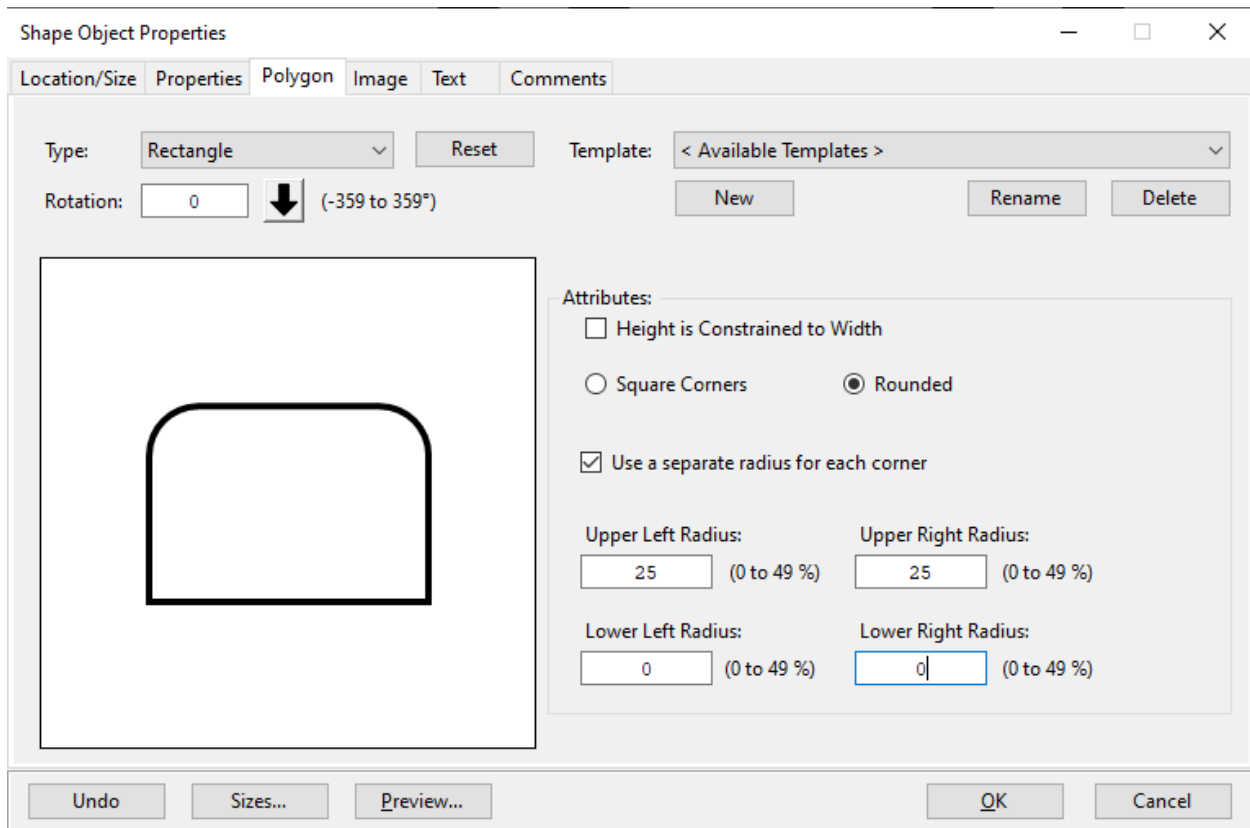 Shape Object Properties
Location/Size Properties Polygon Image Text Comments
Type: Rectangle Reset Template: < Available Templates >
Rotation: 0 (-359 to 359°) New Rename Delete
Attributes:
Height is Constrained to Width
Square Corners Rounded
Use a separate radius for each corner
Upper Left Radius: Upper Right Radius:
25 (0 to 49 %) 25 (0 to 49 %)
Lower Left Radius: Lower Right Radius:
0 (0 to 49 %) 0 (0 to 49 %)
Undo Sizes... Preview... OK Cancel